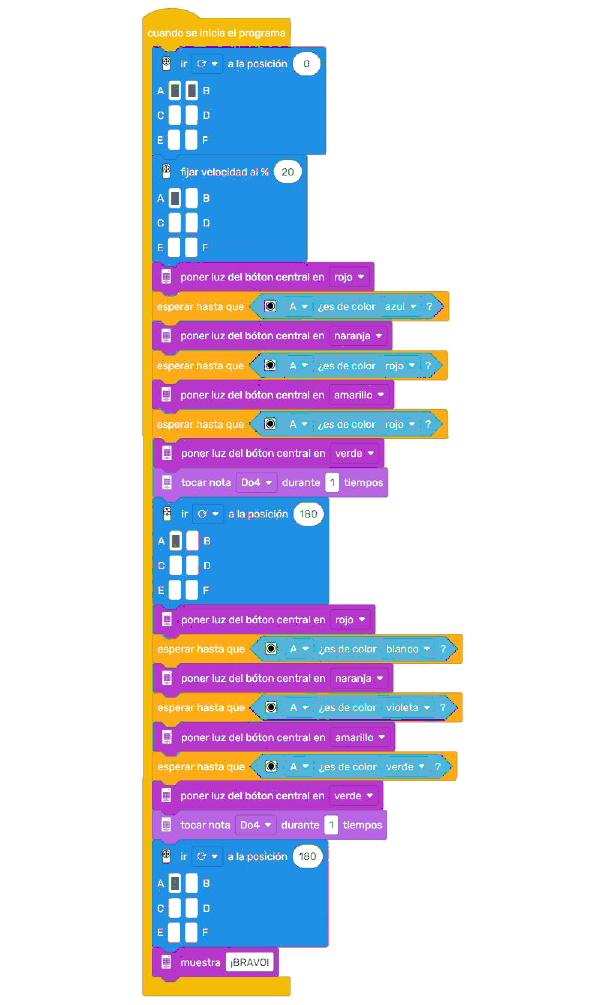 cuando se inicia el programa
ir a la posición 0
A B
C D
E F
fijar velocidad al % 20
A B
C D
E F
poner luz del bóton central en rojo
esperar hasta que A ¿es de color azul ?
poner luz del bóton central en naranja
esperar hasta que A ¿es de color rojo ?
poner luz del bóton central en amarillo
esperar hasta que A ¿es de color rojo ?
poner luz del bóton central en verde
tocar nota Do4 durante 1 tiempos
ir a la posición 180
A B
C D
E F
poner luz del bóton central en rojo
esperar hasta que A ¿es de color blanco ?
poner luz del bóton central en naranja
esperar hasta que A ¿es de color violeta ?
poner luz del bóton central en amarillo
esperar hasta que A ¿es de color verde ?
poner luz del bóton central en verde
tocar nota Do4 durante 1 tiempos
ir a la posición 180
A B
C D
E F
muestra ¡BRAVO!